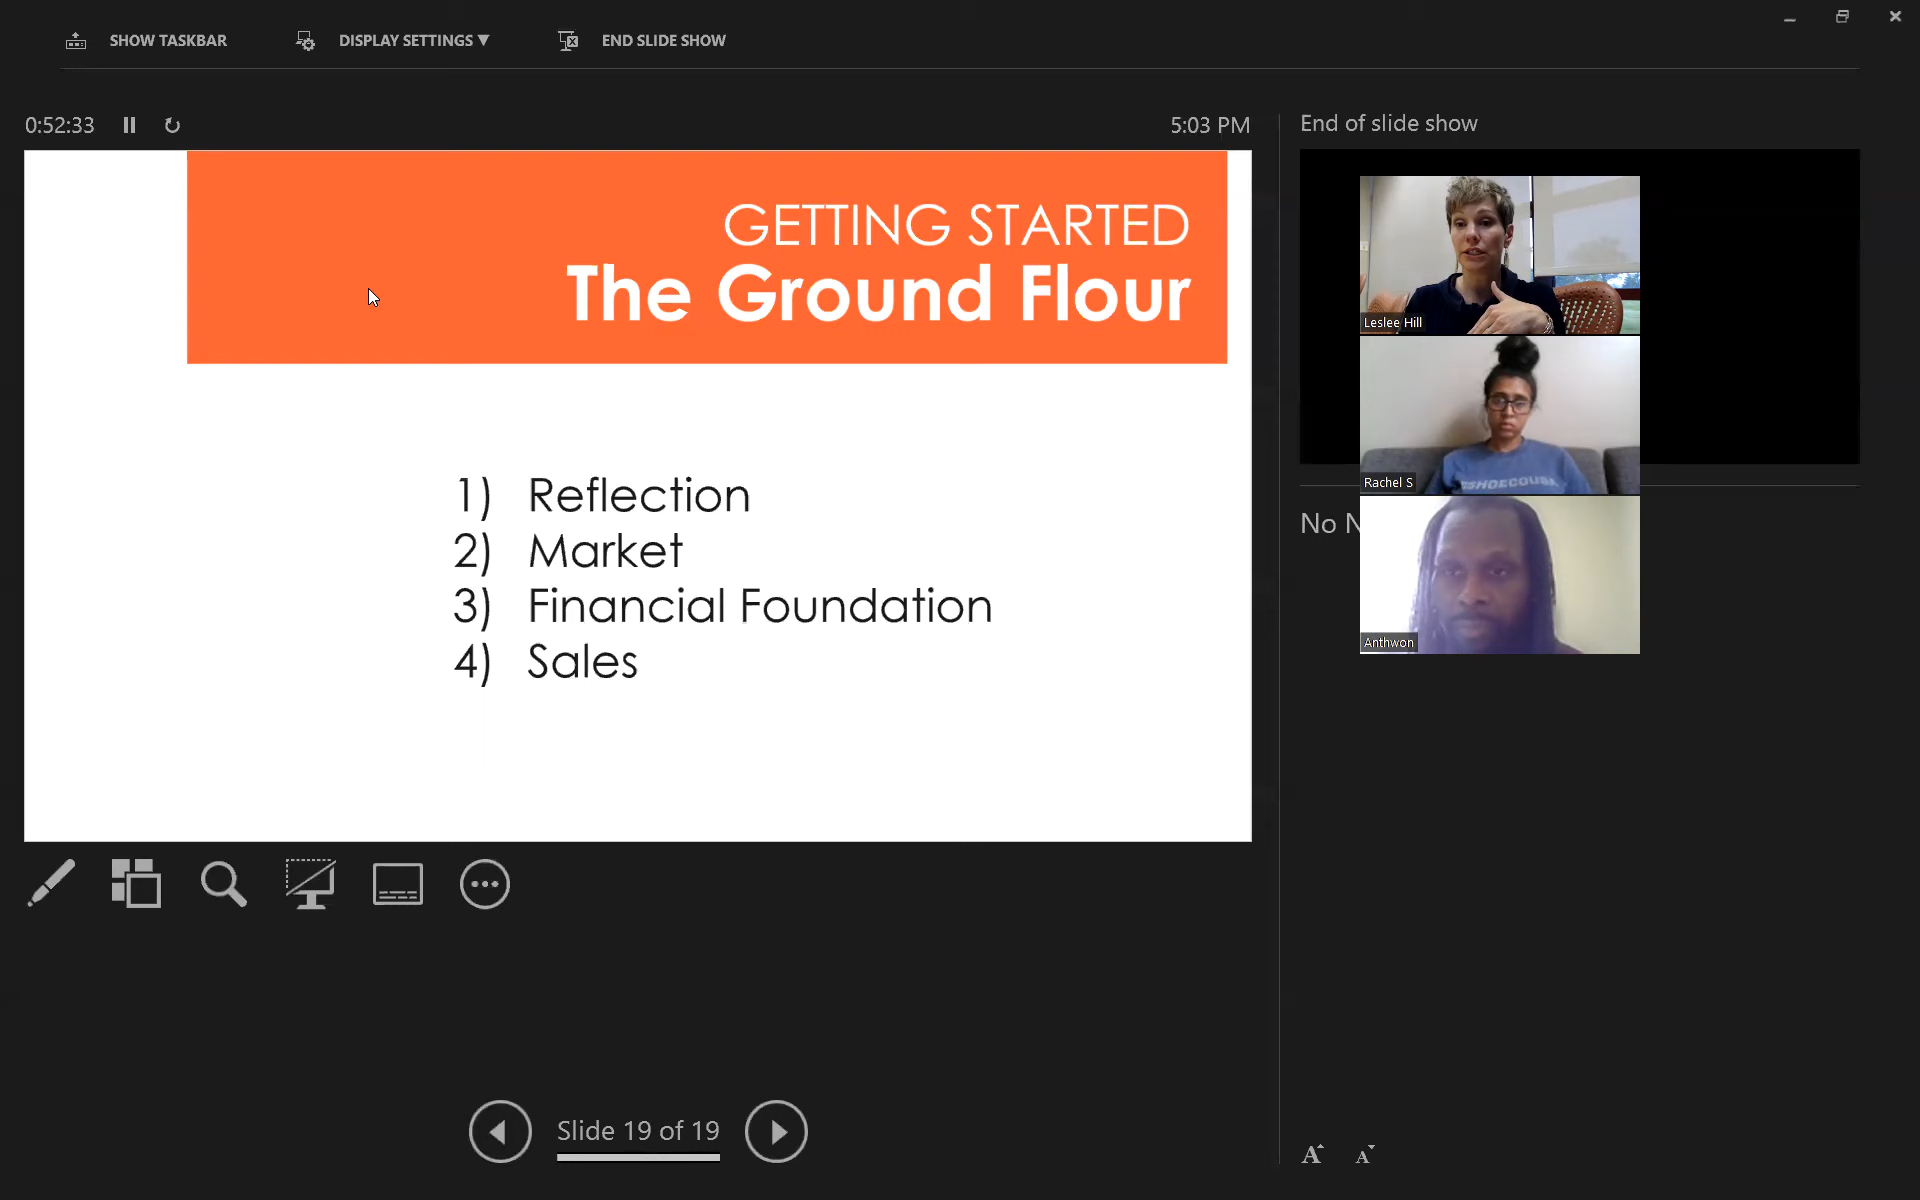 SHOW TASKBAR
DISPLAY SETTINGS ▼
END SLIDE SHOW
0:52:33
5:03 PM
GETTING STARTED
The Ground Flour
1) Reflection
2) Market
3) Financial Foundation
4) Sales
Slide 19 of 19
End of slide show
Leslee Hill
Rachel S
No N
Anthwon
A
A